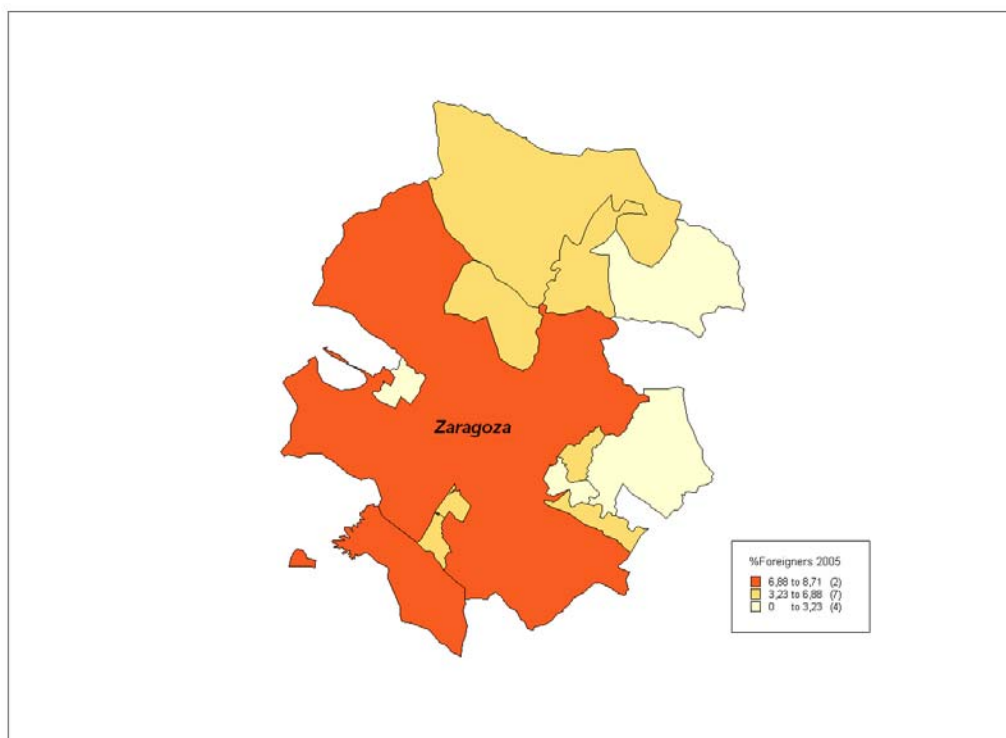 Zaragoza
%Foreigners 2005
6,88 to 8,71 (2)
3,23 to 6,88 (7)
0 to 3,23 (4)